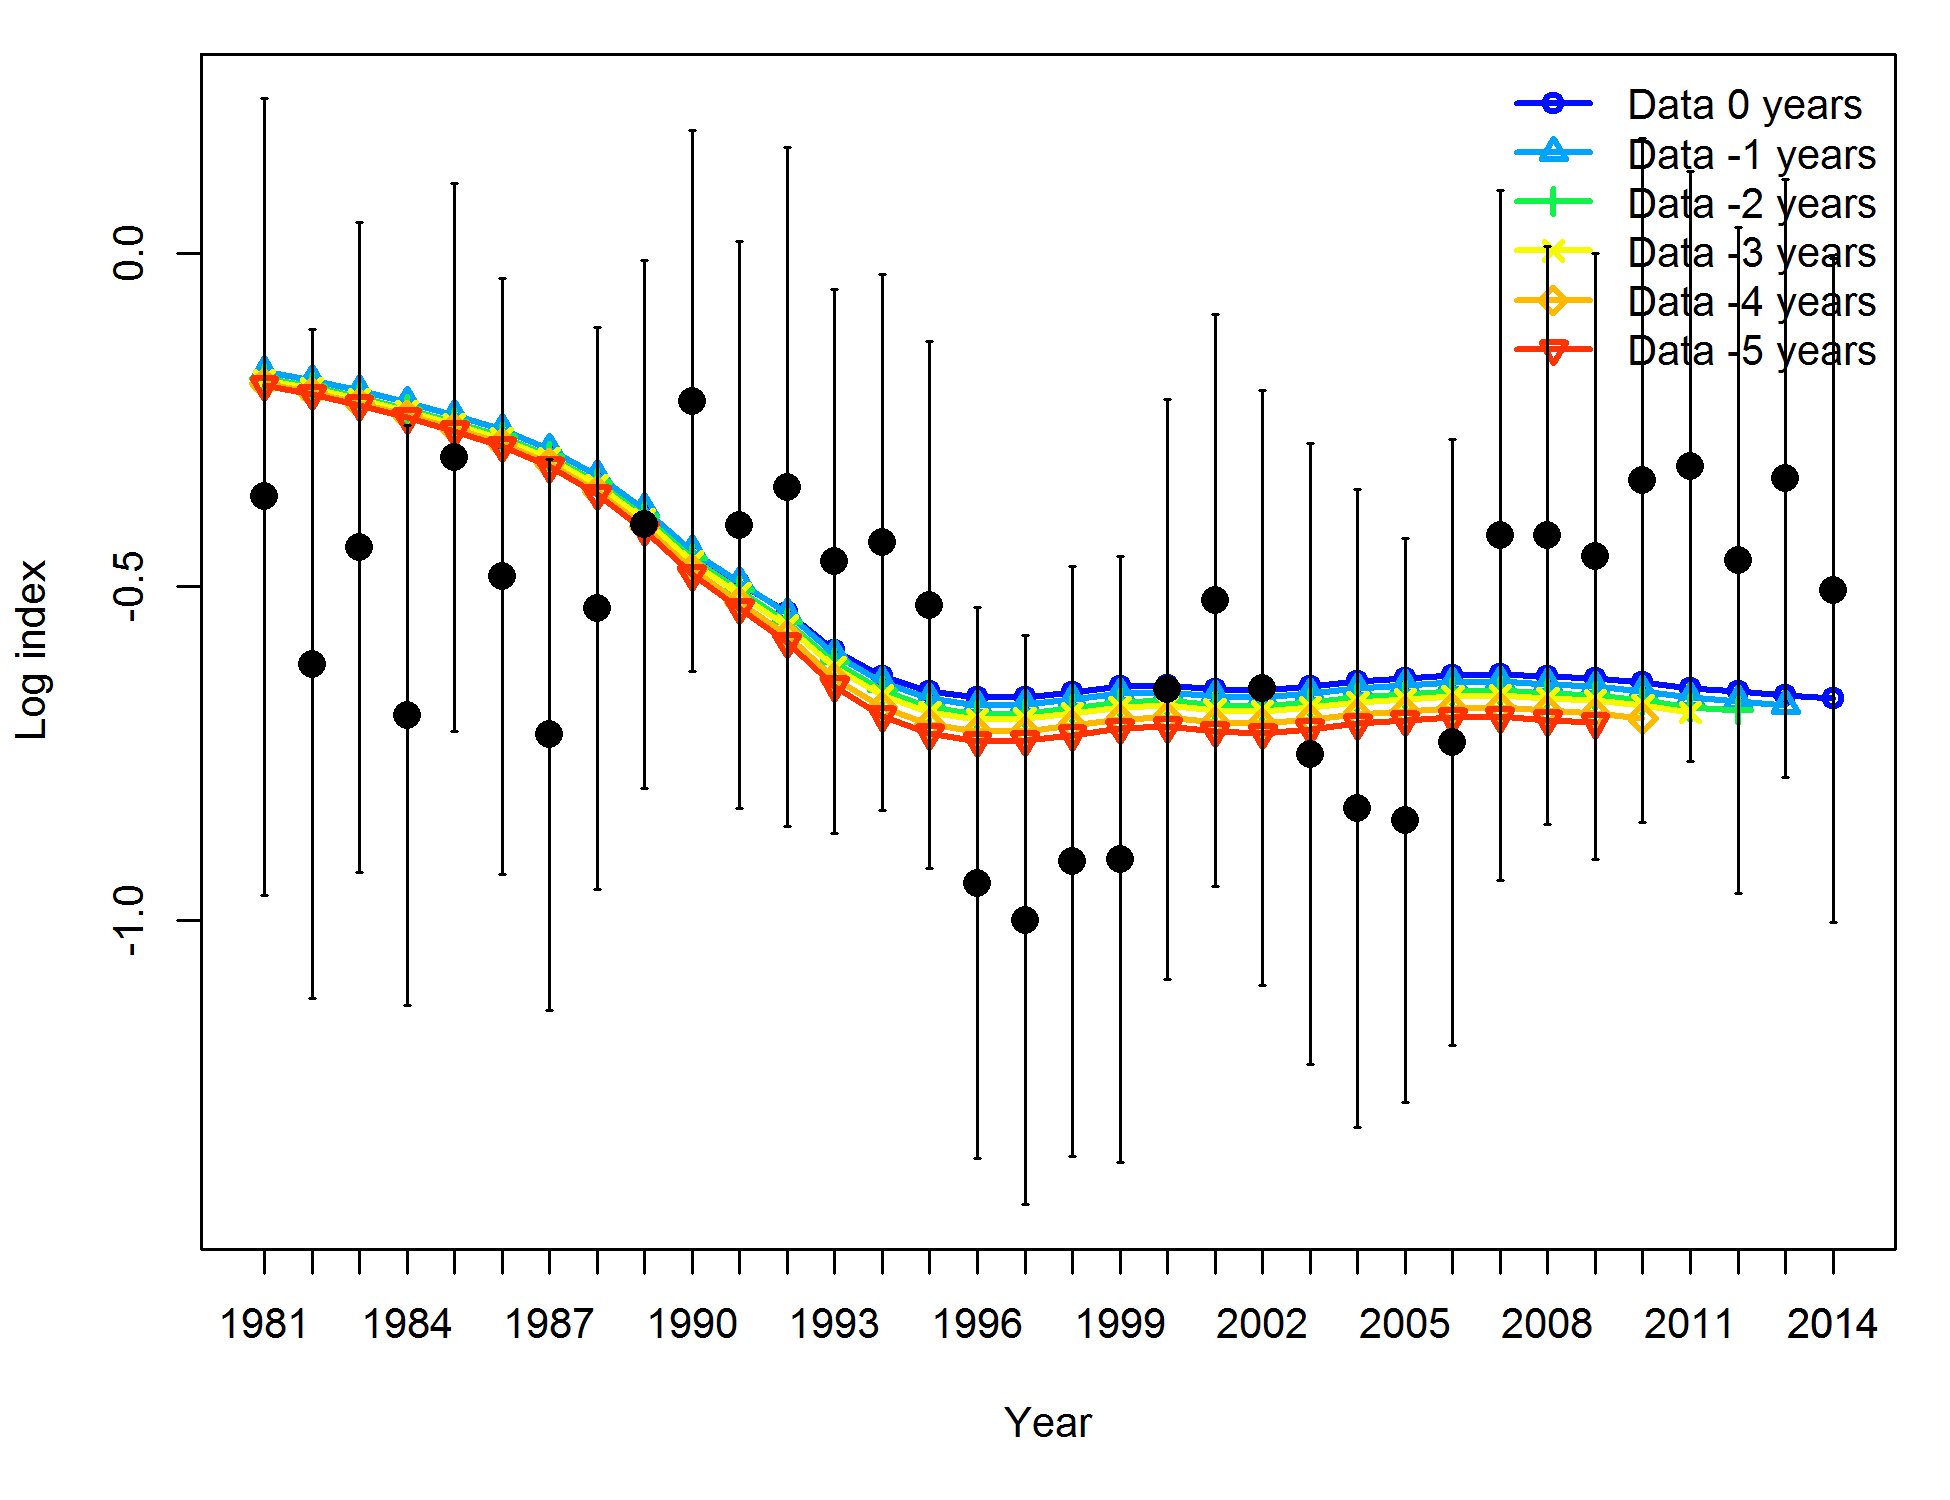 Data 0 years
Data -1 years
Data -2 years
Data -3 years
Data -4 years
Data -5 years
0.0
-0.5
-1.0
Log index
1981 1984 1987 1990 1993 1996 1999 2002 2005 2008 2011 2014
Year